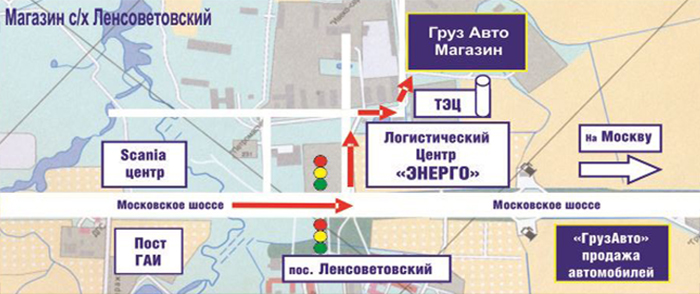 Магазин с/х Ленсоветовский
Груз Авто
Магазин
ТЭЦ
Логистический
Центр
«ЭНЕРГО»
На Москву
Scania
центр
Московское шоссе
Московское шоссе
Пост
ГАИ
пос. Ленсоветовский
«ГрузАвто»
продажа
автомобилей